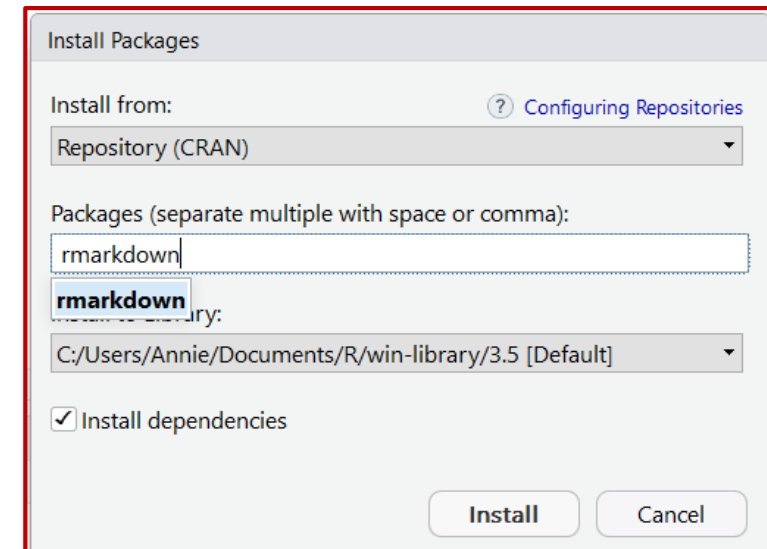 Install Packages
Install from:
? Configuring Repositories
Repository (CRAN)
Packages (separate multiple with space or comma):
rmarkdown
rmarkdown
Library:
C:/Users/Annie/Documents/R/win-library/3.5 [Default]
Install dependencies
Install Cancel